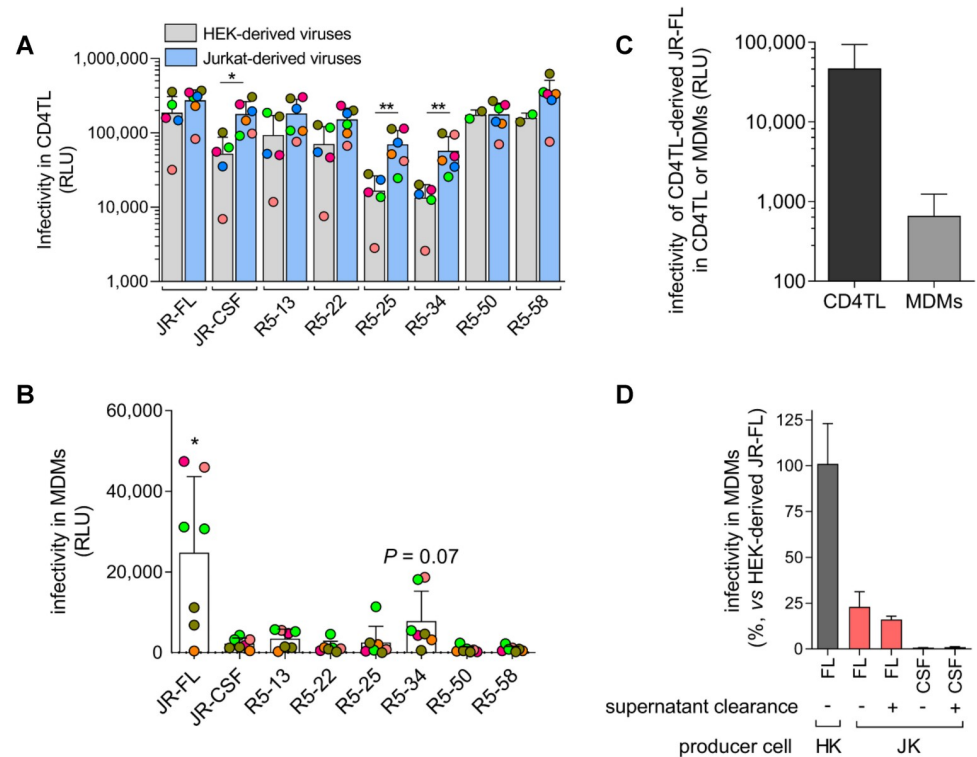 A
HEK-derived viruses
Jurkat-derived viruses
Infectivity in CD4TL
(RLU)
1,000,000
100,000
10,000
1,000
*
**
**
JR-FL
JR-CSF
R5-13
R5-22
R5-25
R5-34
R5-50
R5-58
B
infectivity in MDMs
(RLU)
60,000
40,000
20,000
0
*
P = 0.07
JR-FL
JR-CSF
R5-13
R5-22
R5-25
R5-34
R5-50
R5-58
C
infectivity of CD4TL-derived JR-FL
in CD4TL or MDMs (RLU)
100,000
10,000
1,000
100
CD4TL
MDMs
D
infectivity in MDMs
(%, vs HEK-derived JR-FL)
125
100
75
50
25
0
FL
FL
FL
CSF
CSF
supernatant clearance - - + - +
producer cell HK JK